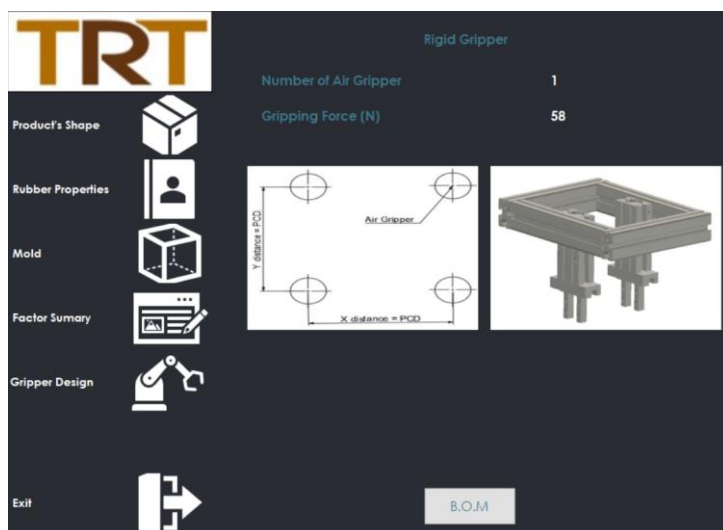 TRT
Rigid Gripper
Number of Air Gripper 1
Gripping Force (N) 58
Product's Shape
Rubber Properties
Mold
Factor Sumary
Gripper Design
Exit
Air Gripper
Y distance = PCD
X distance = PCD
B.O.M